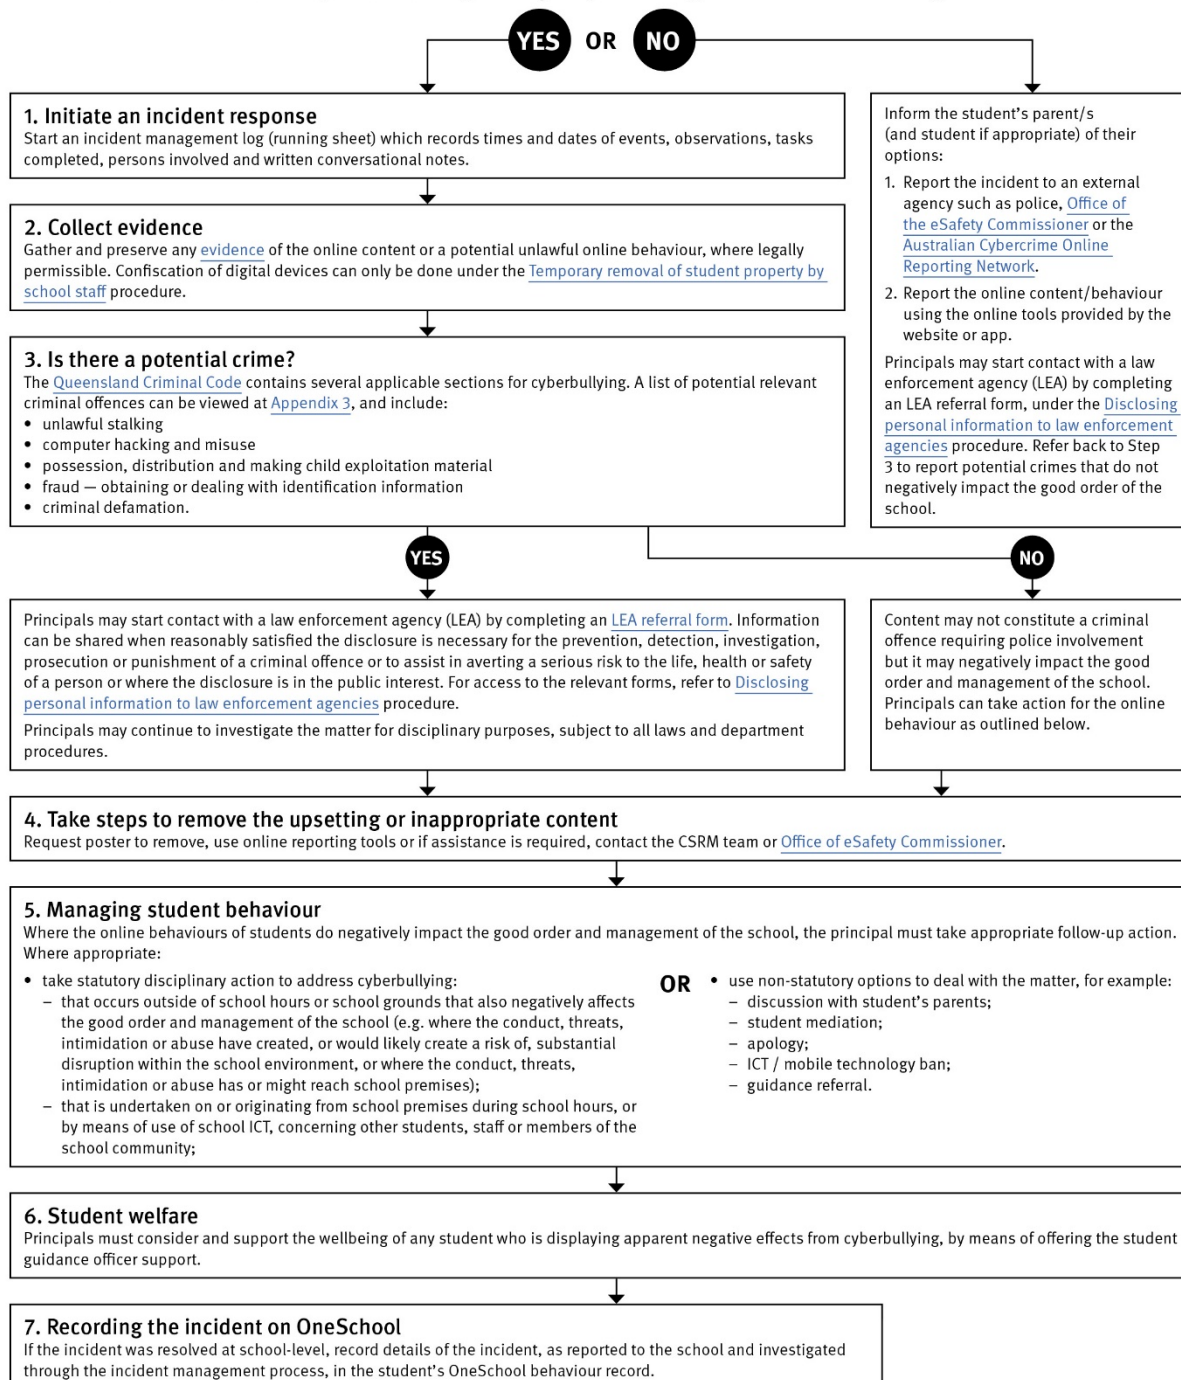 YES OR NO
1. Initiate an incident response
Start an incident management log (running sheet) which records times and dates of events, observations, tasks
completed, persons involved and written conversational notes.
2. Collect evidence
Gather and preserve any evidence of the online content or a potential unlawful online behaviour, where legally
permissible. Confiscation of digital devices can only be done under the Temporary removal of student property by
school staff procedure.
3. Is there a potential crime?
The Queensland Criminal Code contains several applicable sections for cyberbullying. A list of potential relevant
criminal offences can be viewed at Appendix 3, and include:
• unlawful stalking
• computer hacking and misuse
• possession, distribution and making child exploitation material
• fraud — obtaining or dealing with identification information
• criminal defamation.
Inform the student's parent/s
(and student if appropriate) of their
options:
1. Report the incident to an external
agency such as police, Office of
the eSafety Commissioner or the
Australian Cybercrime Online
Reporting Network.
2. Report the online content/behaviour
using the online tools provided by the
website or app.
Principals may start contact with a law
enforcement agency (LEA) by completing
an LEA referral form, under the Disclosing
personal information to law enforcement
agencies procedure. Refer back to Step
3 to report potential crimes that do not
negatively impact the good order of the
school.
YES
NO
Principals may start contact with a law enforcement agency (LEA) by completing an LEA referral form. Information
can be shared when reasonably satisfied the disclosure is necessary for the prevention, detection, investigation,
prosecution or punishment of a criminal offence or to assist in averting a serious risk to the life, health or safety
of a person or where the disclosure is in the public interest. For access to the relevant forms, refer to Disclosing
personal information to law enforcement agencies procedure.
Principals may continue to investigate the matter for disciplinary purposes, subject to all laws and department
procedures.
Content may not constitute a criminal
offence requiring police involvement
but it may negatively impact the good
order and management of the school.
Principals can take action for the online
behaviour as outlined below.
4. Take steps to remove the upsetting or inappropriate content
Request poster to remove, use online reporting tools or if assistance is required, contact the CSRM team or Office of eSafety Commissioner.
5. Managing student behaviour
Where the online behaviours of students do negatively impact the good order and management of the school, the principal must take appropriate follow-up action.
Where appropriate:
• take statutory disciplinary action to address cyberbullying:
– that occurs outside of school hours or school grounds that also negatively affects
the good order and management of the school (e.g. where the conduct, threats,
intimidation or abuse have created, or would likely create a risk of, substantial
disruption within the school environment, or where the conduct, threats,
intimidation or abuse has or might reach school premises);
– that is undertaken on or originating from school premises during school hours, or
by means of use of school ICT, concerning other students, staff or members of the
school community;
OR
• use non-statutory options to deal with the matter, for example:
– discussion with student's parents;
– student mediation;
– apology;
– ICT / mobile technology ban;
– guidance referral.
6. Student welfare
Principals must consider and support the wellbeing of any student who is displaying apparent negative effects from cyberbullying, by means of offering the student
guidance officer support.
7. Recording the incident on OneSchool
If the incident was resolved at school-level, record details of the incident, as reported to the school and investigated
through the incident management process, in the student's OneSchool behaviour record.